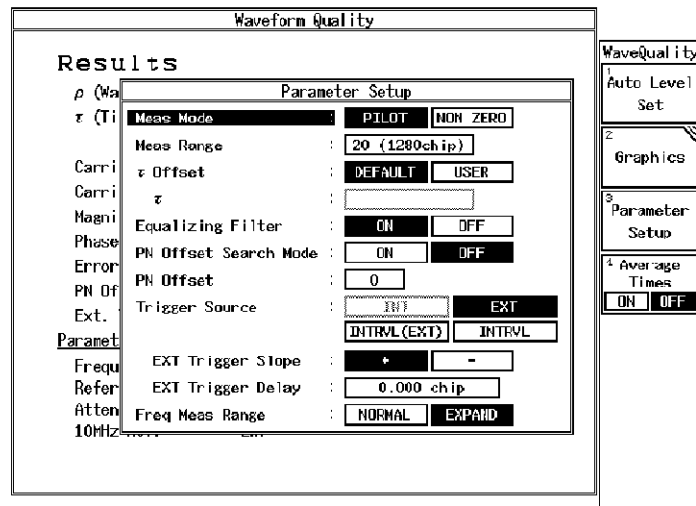 Waveform Quality
Results
ρ (Wa
τ (Ti
Carri
Carri
Magni
Phase
Error
PN Of
Ext.
Paramet
Frequ
Refer
Atten
10MHz
Parameter Setup
Meas Mode : PILOT NON ZERO
Meas Range : 20 (1280chip)
τ Offset : DEFAULT USER
τ :
Equalizing Filter : ON OFF
PN Offset Search Mode : ON OFF
PN Offset : 0
Trigger Source : INT EXT
INTRVL(EXT) INTRVL
EXT Trigger Slope : + -
EXT Trigger Delay : 0.000 chip
Freq Meas Range : NORMAL EXPAND
WaveQuality
1
Auto Level
Set
2
Graphics
3
Parameter
Setup
4 Average
Times
ON OFF